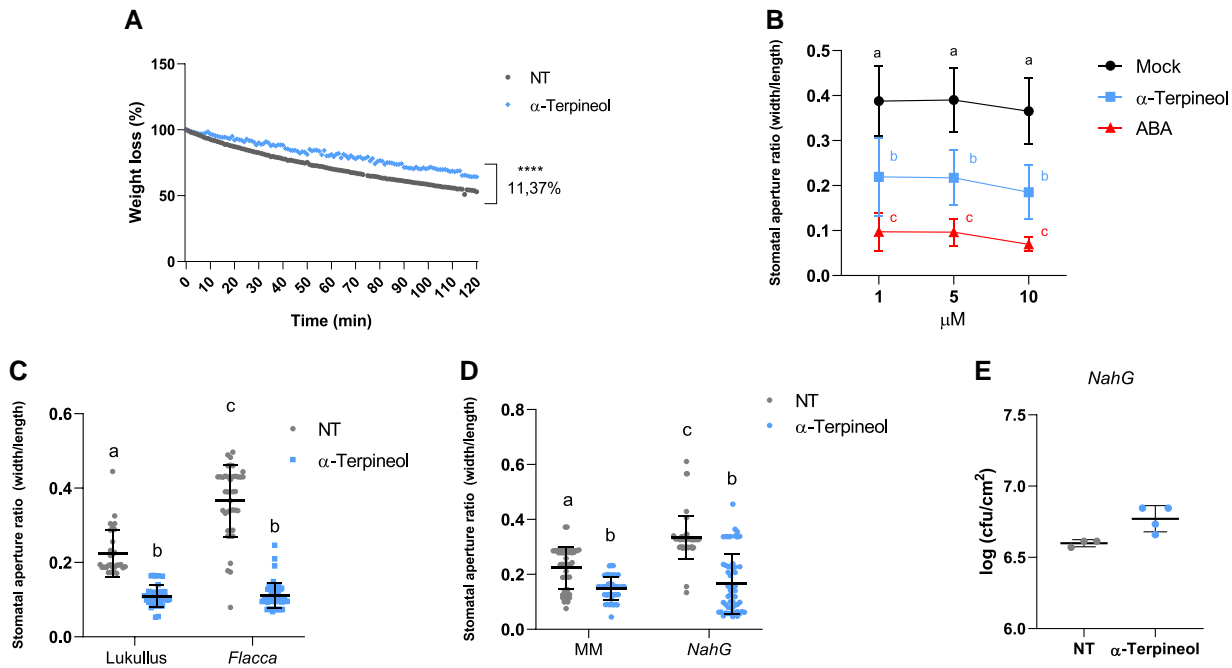 A
150
100
50
0
Weight loss (%)
0 10 20 30 40 50 60 70 80 90 100 110 120
Time (min)
NT
α-Terpineol
****
11,37%
B
0.5
0.4
0.3
0.2
0.1
0.0
Stomatal aperture ratio (width/length)
a a a
b b b
c c c
1 5 10
μM
Mock
α-Terpineol
ABA
C
0.6
0.4
0.2
0.0
Stomatal aperture ratio (width/length)
a b c b
NT
α-Terpineol
Lukullus Flacca
D
0.8
0.6
0.4
0.2
0.0
Stomatal aperture ratio (width/length)
a b c b
NT
α-Terpineol
MM NahG
E
NahG
7.5
7.0
6.5
6.0
log (cfu/cm²)
NT α-Terpineol